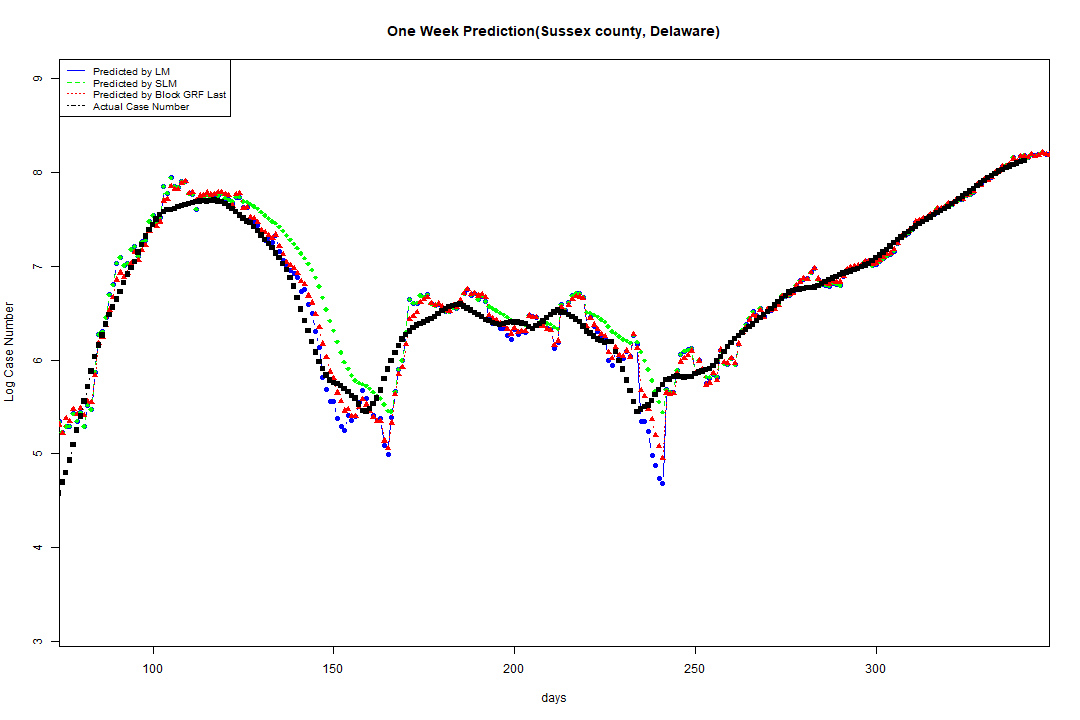 One Week Prediction(Sussex county, Delaware)
Predicted by LM
Predicted by SLM
Predicted by Block GRF Last
Actual Case Number
9
8
7
6
5
4
3
Log Case Number
100 150 200 250 300
days